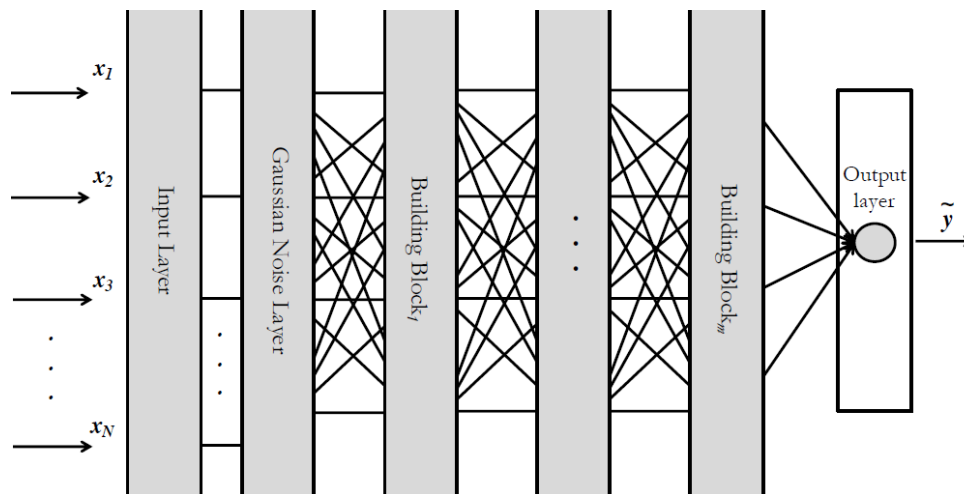 x1
x2
x3
.
.
.
xN
Input Layer
.
.
.
Gaussian Noise Layer
Building Block1
. . .
Building Blockm
Output
layer
ỹ